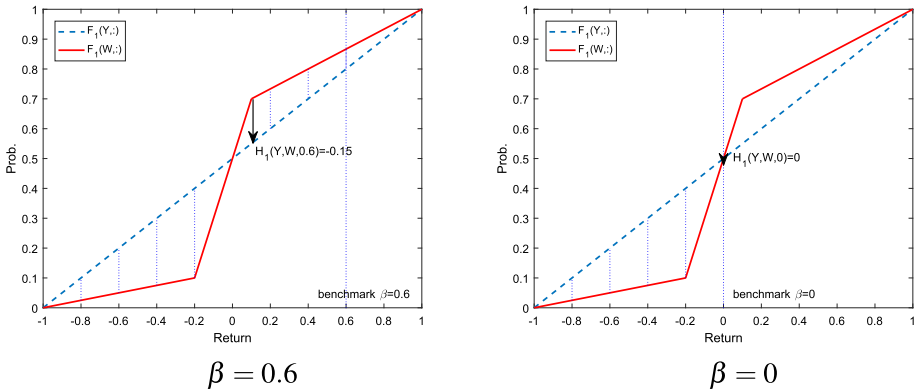 F1(Y,:)
F1(W,:)
Prob.
1
0.9
0.8
0.7
0.6
0.5
0.4
0.3
0.2
0.1
0
H1(Y,W,0.6)=-0.15
benchmark β=0.6
-1 -0.8 -0.6 -0.4 -0.2 0 0.2 0.4 0.6 0.8 1
Return
β = 0.6
F1(Y,:)
F1(W,:)
Prob.
1
0.9
0.8
0.7
0.6
0.5
0.4
0.3
0.2
0.1
0
H1(Y,W,0)=0
benchmark β=0
-1 -0.8 -0.6 -0.4 -0.2 0 0.2 0.4 0.6 0.8 1
Return
β = 0